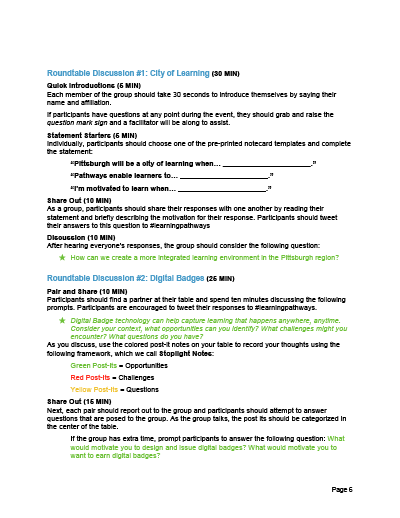 Roundtable Discussion #1: City of Learning (30 MIN)
Quick Introductions (5 MIN)
Each member of the group should take 30 seconds to introduce themselves by saying their
name and affiliation.
If participants have questions at any point during the event, they should grab and raise the
question mark sign and a facilitator will be along to assist.
Statement Starters (5 MIN)
Individually, participants should choose one of the pre-printed notecard templates and complete
the statement:
“Pittsburgh will be a city of learning when… ______________________.”
“Pathways enable learners to… ______________________.”
“I'm motivated to learn when… ______________________.”
Share Out (10 MIN)
As a group, participants should share their responses with one another by reading their
statement and briefly describing the motivation for their response. Participants should tweet
their answers to this question to #learningpathways
Discussion (10 MIN)
After hearing everyone's responses, the group should consider the following question:
★ How can we create a more integrated learning environment in the Pittsburgh region?
Roundtable Discussion #2: Digital Badges (25 MIN)
Pair and Share (10 MIN)
Participants should find a partner at their table and spend ten minutes discussing the following
prompts. Participants are encouraged to tweet their responses to #learningpathways.
★ Digital Badge technology can help capture learning that happens anywhere, anytime.
Consider your context, what opportunities can you identify? What challenges might you
encounter? What questions do you have?
As you discuss, use the colored post-it notes on your table to record your thoughts using the
following framework, which we call Stoplight Notes:
Green Post-Its = Opportunities
Red Post-Its = Challenges
Yellow Post-Its = Questions
Share Out (15 MIN)
Next, each pair should report out to the group and participants should attempt to answer
questions that are posed to the group. As the group talks, the post its should be categorized in
the center of the table.
If the group has extra time, prompt participants to answer the following question: What
would motivate you to design and issue digital badges? What would motivate you to
want to earn digital badges?
Page 6